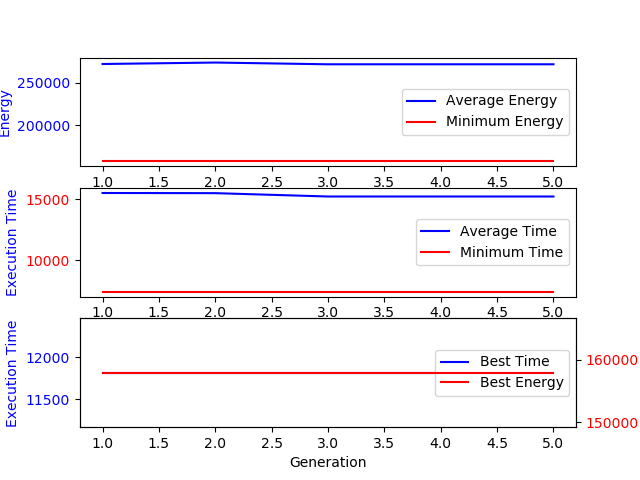 Energy
250000
200000
Average Energy
Minimum Energy
1.0 1.5 2.0 2.5 3.0 3.5 4.0 4.5 5.0
Execution Time
15000
10000
Average Time
Minimum Time
1.0 1.5 2.0 2.5 3.0 3.5 4.0 4.5 5.0
Execution Time
12000
11500
Best Time
Best Energy
160000
150000
1.0 1.5 2.0 2.5 3.0 3.5 4.0 4.5 5.0
Generation